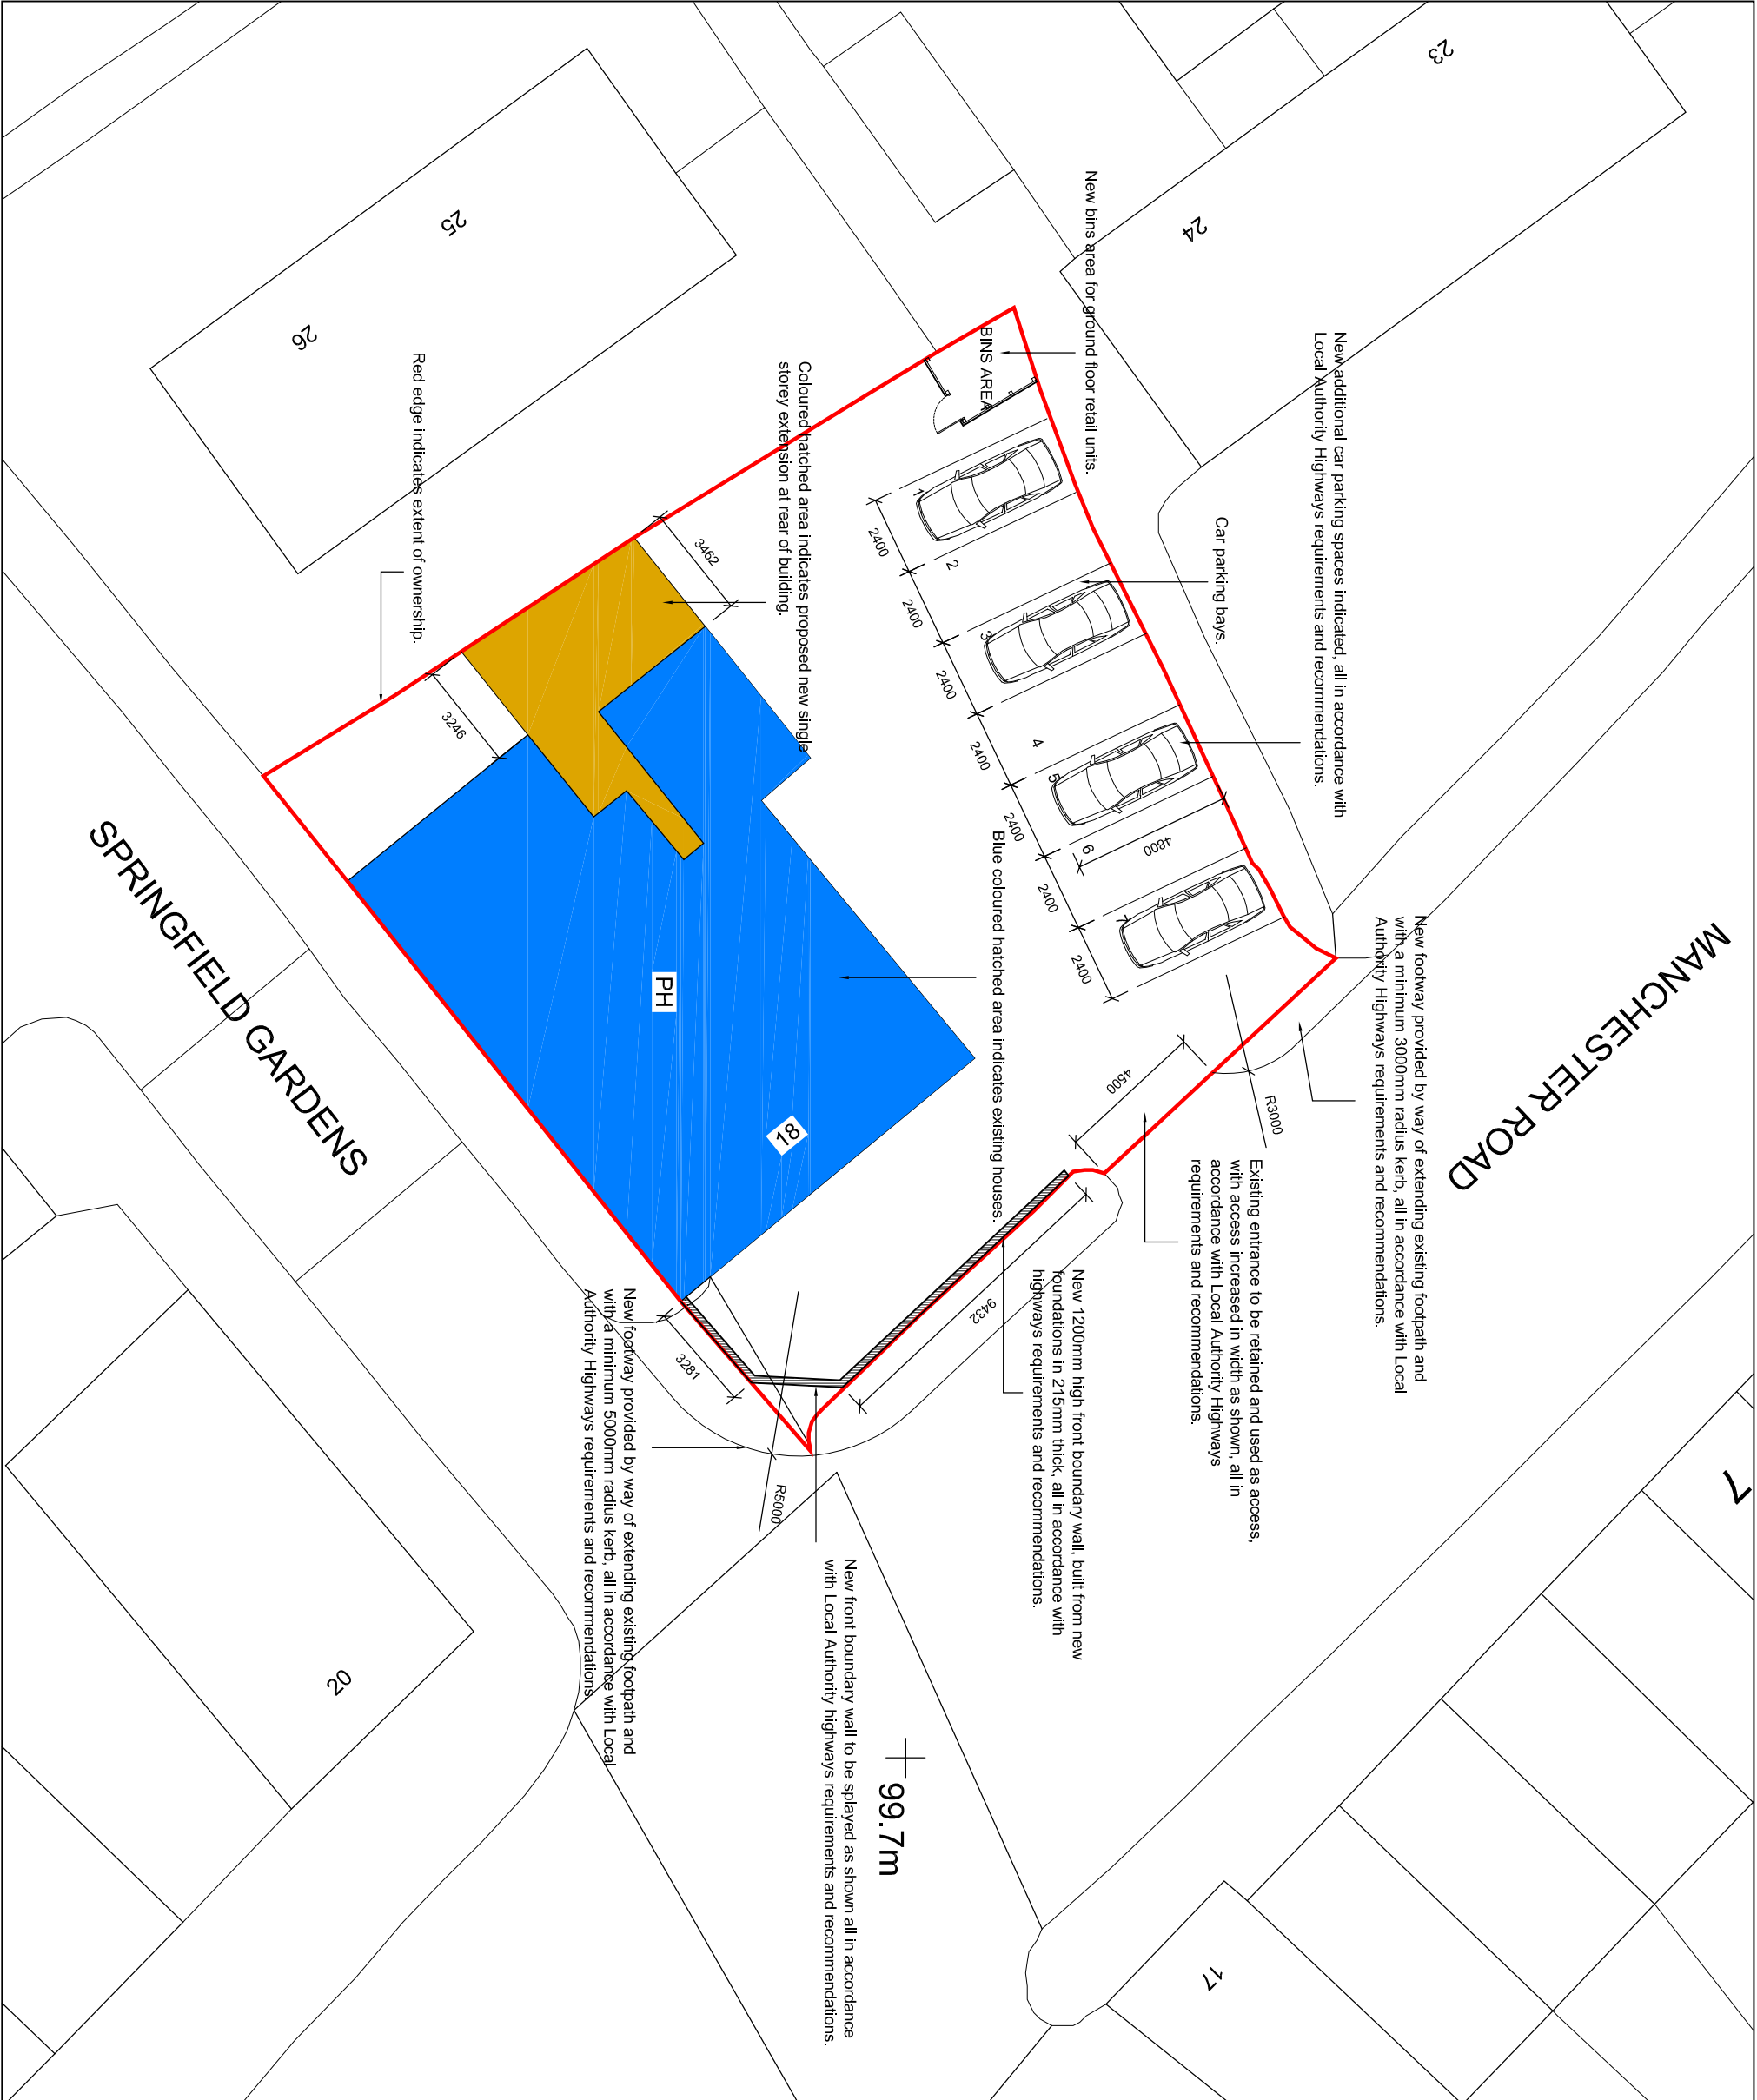 23
24
25
26
New bins area for ground floor retail units.
BINS AREA
New additional car parking spaces indicated, all in accordance with
Local Authority Highways requirements and recommendations.
Car parking bays.
Coloured hatched area indicates proposed new single
storey extension at rear of building.
Red edge indicates extent of ownership.
1
2
3
4
5
6
7
2400
2400
2400
2400
2400
2400
2400
4800
3462
3246
Blue coloured hatched area indicates existing houses.
PH
18
SPRINGFIELD GARDENS
MANCHESTER ROAD
New footway provided by way of extending existing footpath and
with a minimum 3000mm radius kerb, all in accordance with Local
Authority Highways requirements and recommendations.
R3000
4500
Existing entrance to be retained and used as access,
with access increased in width as shown, all in
accordance with Local Authority Highways
requirements and recommendations.
New 1200mm high front boundary wall, built from new
foundations in 215mm thick, all in accordance with
highways requirements and recommendations.
9432
3281
R5000
New footway provided by way of extending existing footpath and
with a minimum 5000mm radius kerb, all in accordance with Local
Authority Highways requirements and recommendations.
New front boundary wall to be splayed as shown all in accordance
with Local Authority highways requirements and recommendations.
99.7m
20
17
7